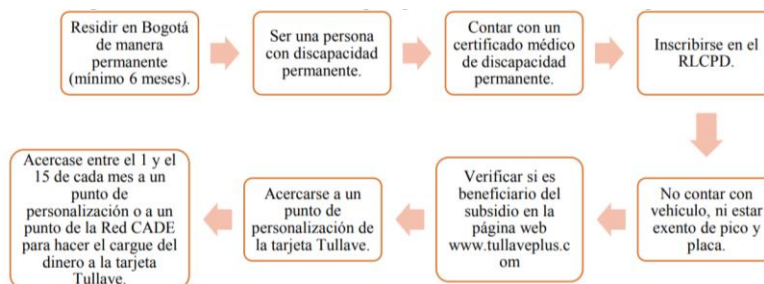 Residir en Bogotá
de manera
permanente
(mínimo 6 meses).
Ser una persona
con discapacidad
permanente.
Contar con un
certificado médico
de discapacidad
permanente.
Inscribirse en el
RLCPD.
No contar con
vehículo, ni estar
exento de pico y
placa.
Verificar si es
beneficiario del
subsidio en la
página web
www.tullaveplus.c
om
Acercarse a un
punto de
personalización de
la tarjeta Tullave.
Acercase entre el 1 y el
15 de cada mes a un
punto de
personalización o a un
punto de la Red CADE
para hacer el cargue del
dinero a la tarjeta
Tullave.